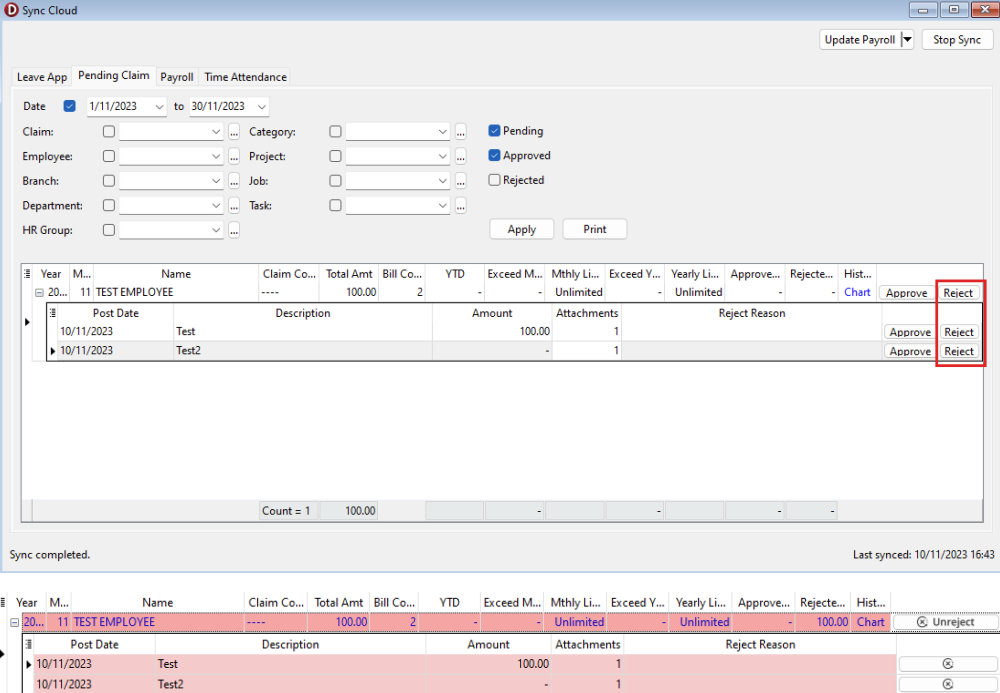 Sync Cloud
Update Payroll Stop Sync
Leave App Pending Claim Payroll Time Attendance
Date 1/11/2023 to 30/11/2023
Claim: ... Category: ... Pending
Employee: ... Project: ... Approved
Branch: ... Job: ... Rejected
Department: ... Task: ...
HR Group: ... Apply Print
Year M... Name Claim Co... Total Amt Bill Co... YTD Exceed M... Mthly Li... Exceed Y... Yearly Li... Approve... Rejecte... Hist...
20... 11 TEST EMPLOYEE ---- 100.00 2 - - Unlimited - Unlimited - - Chart Approve Reject
Post Date Description Amount Attachments Reject Reason
10/11/2023 Test 100.00 1 Approve Reject
10/11/2023 Test2 - 1 Approve Reject
Count = 1 100.00 - - - -
Sync completed. Last synced: 10/11/2023 16:43
Year M... Name Claim Co... Total Amt Bill Co... YTD Exceed M... Mthly Li... Exceed Y... Yearly Li... Approve... Rejecte... Hist...
20... 11 TEST EMPLOYEE ---- 100.00 2 - - Unlimited - Unlimited - 100.00 Chart Unreject
Post Date Description Amount Attachments Reject Reason
10/11/2023 Test 100.00 1
10/11/2023 Test2 - 1